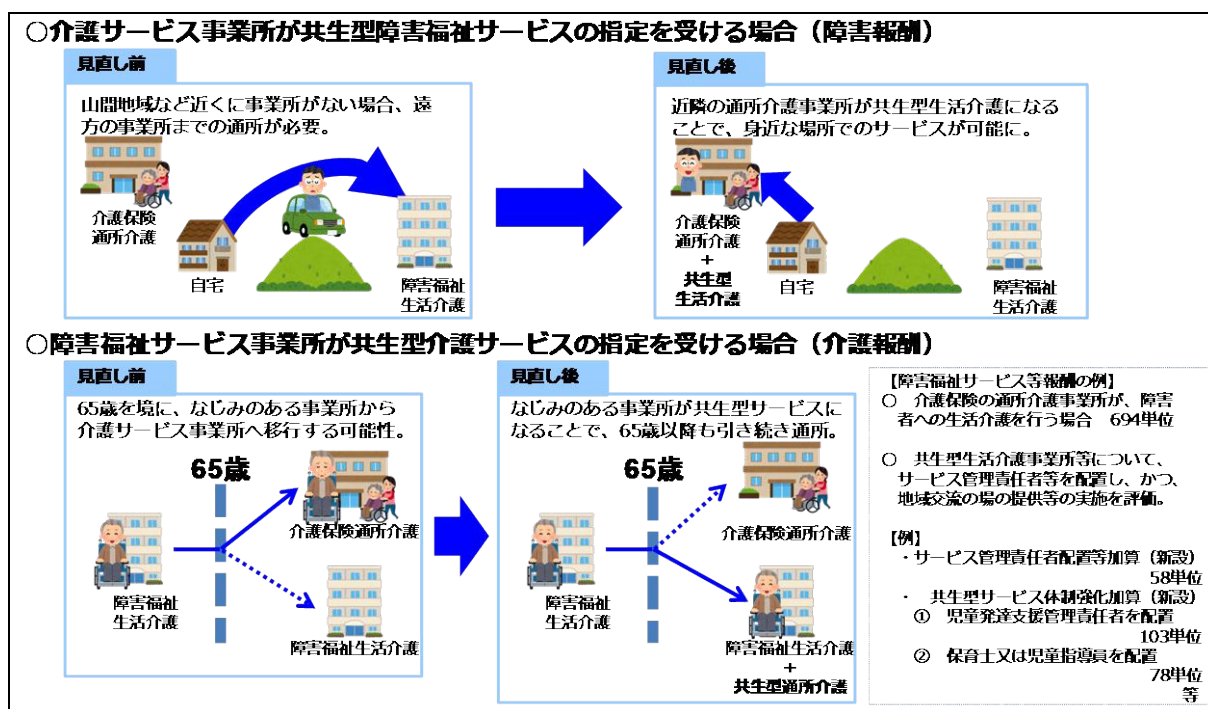 ○介護サービス事業所が共生型障害福祉サービスの指定を受ける場合（障害報酬）
見直し前
山間地域など近くに事業所がない場合、遠
方の事業所までの通所が必要。
介護保険
通所介護
自宅
障害福祉
生活介護
見直し後
近隣の通所介護事業所が共生型生活介護になる
ことで、身近な場所でのサービスが可能に。
介護保険
通所介護
+
共生型
生活介護
自宅
障害福祉
生活介護
○障害福祉サービス事業所が共生型介護サービスの指定を受ける場合（介護報酬）
見直し前
65歳を境に、なじみのある事業所から
介護サービス事業所へ移行する可能性。
65歳
障害福祉
生活介護
介護保険通所介護
障害福祉生活介護
見直し後
なじみのある事業所が共生型サービスに
なることで、65歳以降も引き続き通所。
65歳
障害福祉
生活介護
介護保険通所介護
障害福祉生活介護
+
共生型通所介護
【障害福祉サービス等報酬の例】
○　介護保険の通所介護事業所が、障害
者への生活介護を行う場合　694単位
○　共生型生活介護事業所等について、
サービス管理責任者等を配置し、かつ、
地域交流の場の提供等の実施を評価。
【例】
・サービス管理責任者配置等加算（新設）
58単位
・　共生型サービス体制強化加算（新設）
①　児童発達支援管理責任者を配置
103単位
②　保育士又は児童指導員を配置
78単位
等